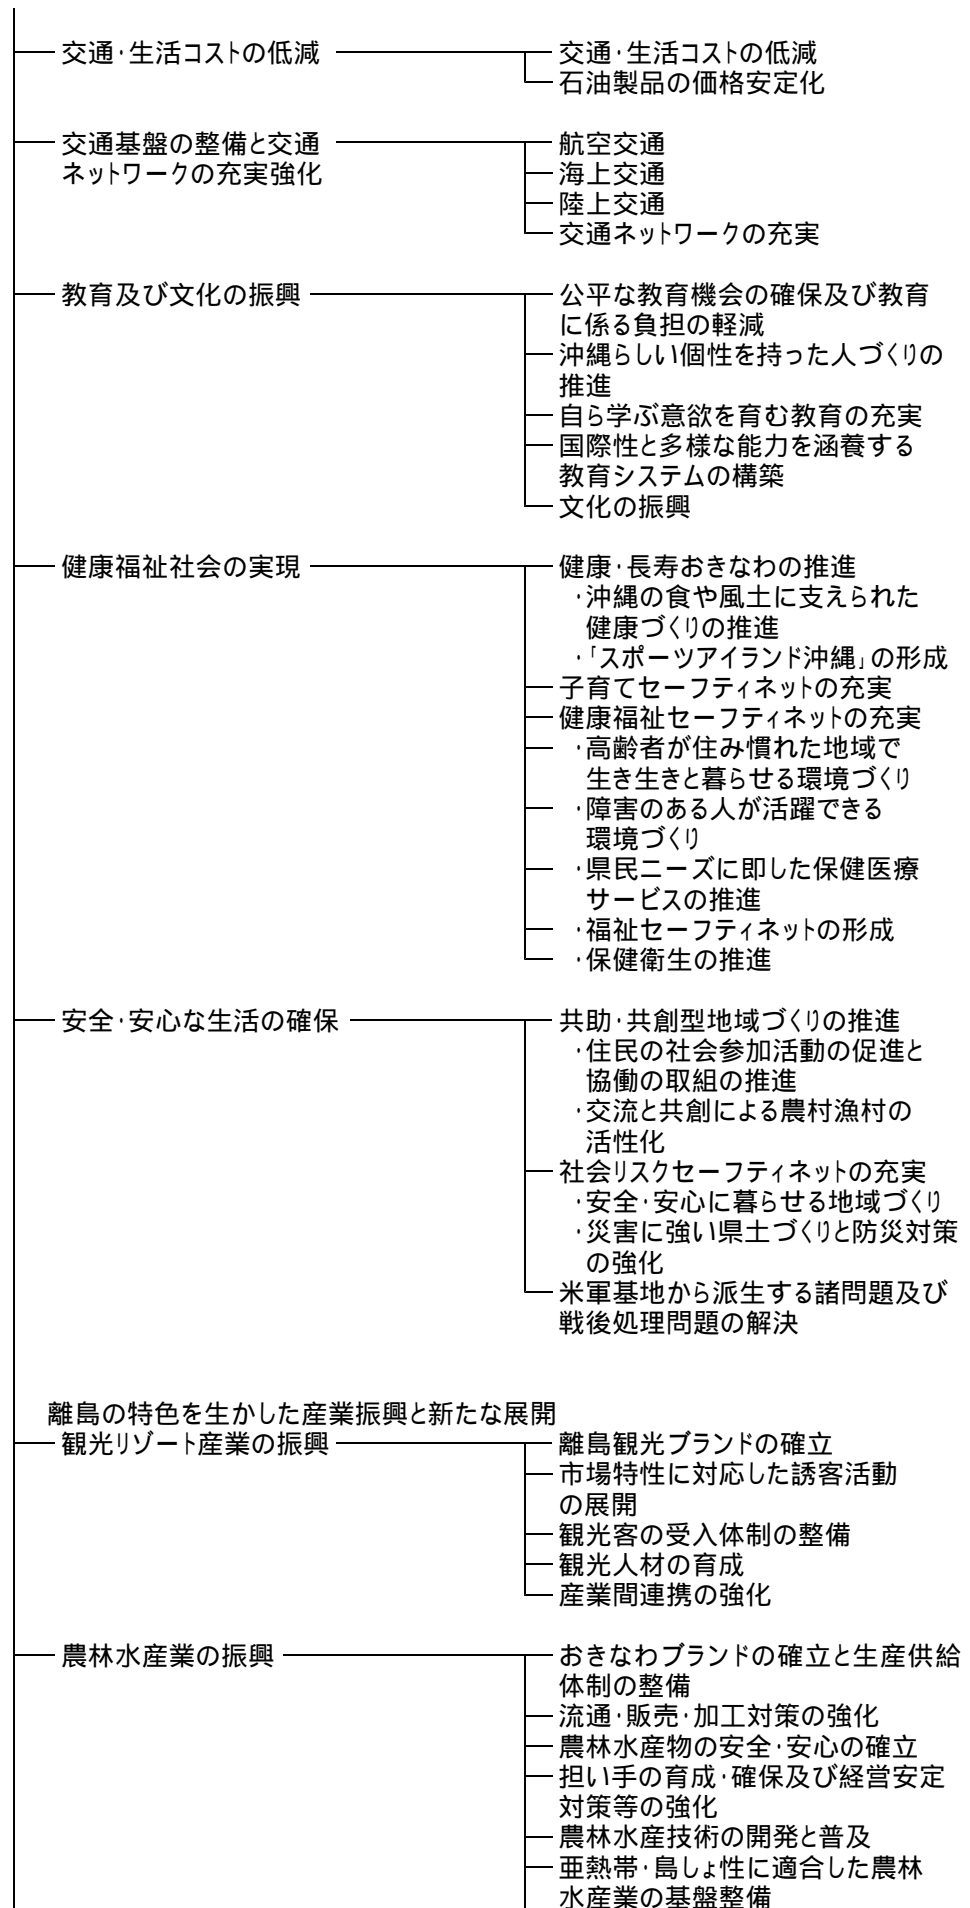 交通・生活コストの低減
交通・生活コストの低減
石油製品の価格安定化
交通基盤の整備と交通
ネットワークの充実強化
航空交通
海上交通
陸上交通
交通ネットワークの充実
教育及び文化の振興
公平な教育機会の確保及び教育
に係る負担の軽減
沖縄らしい個性を持った人づくりの
推進
自ら学ぶ意欲を育む教育の充実
国際性と多様な能力を涵養する
教育システムの構築
文化の振興
健康福祉社会の実現
健康・長寿おきなわの推進
・沖縄の食や風土に支えられた
健康づくりの推進
・「スポーツアイランド沖縄」の形成
子育てセーフティネットの充実
健康福祉セーフティネットの充実
・高齢者が住み慣れた地域で
生き生きと暮らせる環境づくり
・障害のある人が活躍できる
環境づくり
・県民ニーズに即した保健医療
サービスの推進
・福祉セーフティネットの形成
・保健衛生の推進
安全・安心な生活の確保
共助・共創型地域づくりの推進
・住民の社会参加活動の促進と
協働の取組の推進
・交流と共創による農村漁村の
活性化
社会リスクセーフティネットの充実
・安全・安心に暮らせる地域づくり
・災害に強い県土づくりと防災対策
の強化
米軍基地から派生する諸問題及び
戦後処理問題の解決
離島の特色を生かした産業振興と新たな展開
観光リゾート産業の振興
離島観光ブランドの確立
市場特性に対応した誘客活動
の展開
観光客の受入体制の整備
観光人材の育成
産業間連携の強化
農林水産業の振興
おきなわブランドの確立と生産供給
体制の整備
流通・販売・加工対策の強化
農林水産物の安全・安心の確立
担い手の育成・確保及び経営安定
対策等の強化
農林水産技術の開発と普及
亜熱帯・島しょ性に適合した農林
水産業の基盤整備